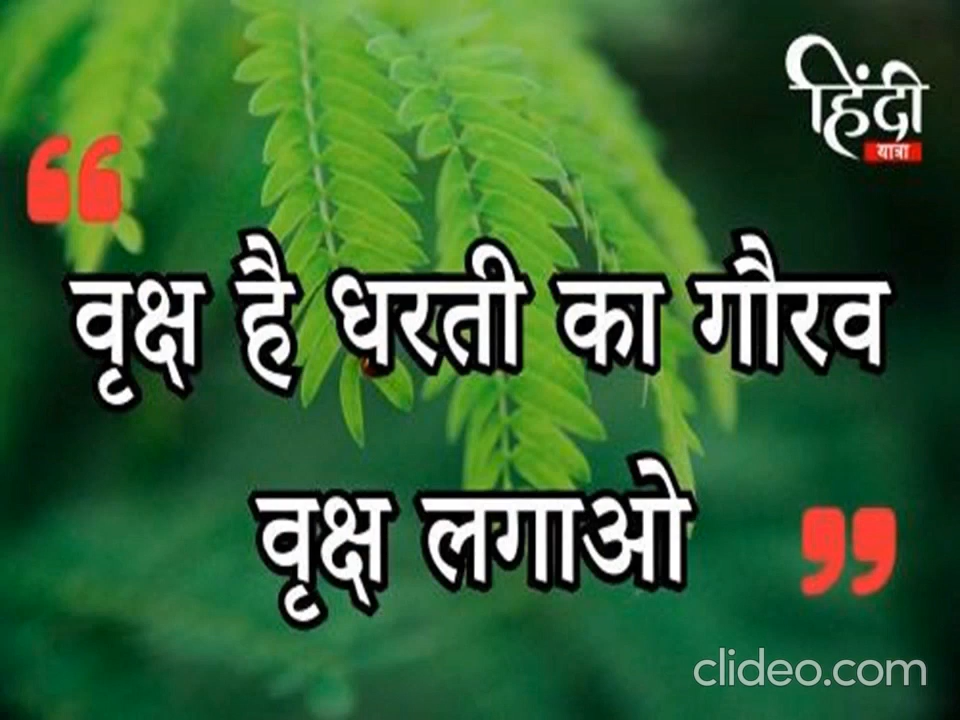 हिंदी
यात्रा
“
वृक्ष है धरती का गौरव
वृक्ष लगाओ
”
clideo.com